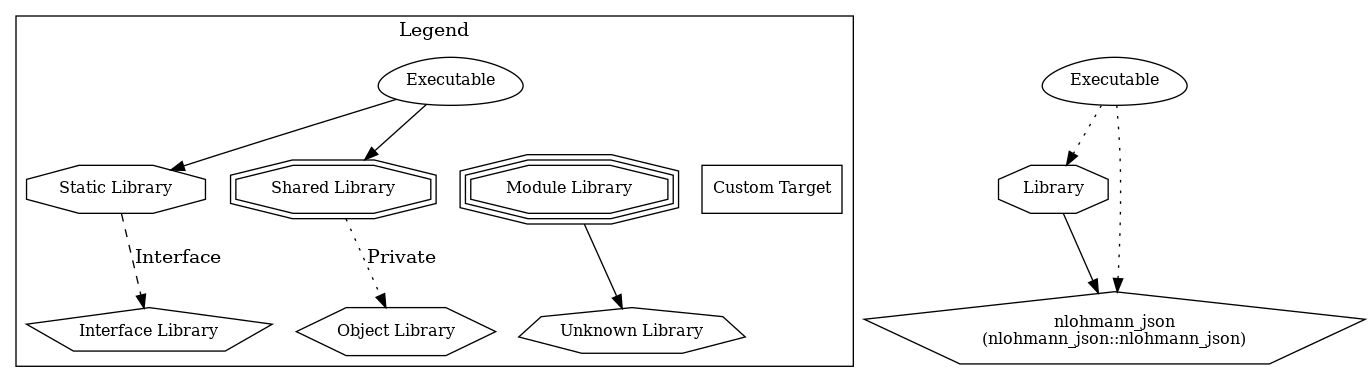 Legend
Executable
Static Library
Shared Library
Module Library
Custom Target
Interface
Private
Interface Library
Object Library
Unknown Library
Executable
Library
nlohmann_json
(nlohmann_json::nlohmann_json)